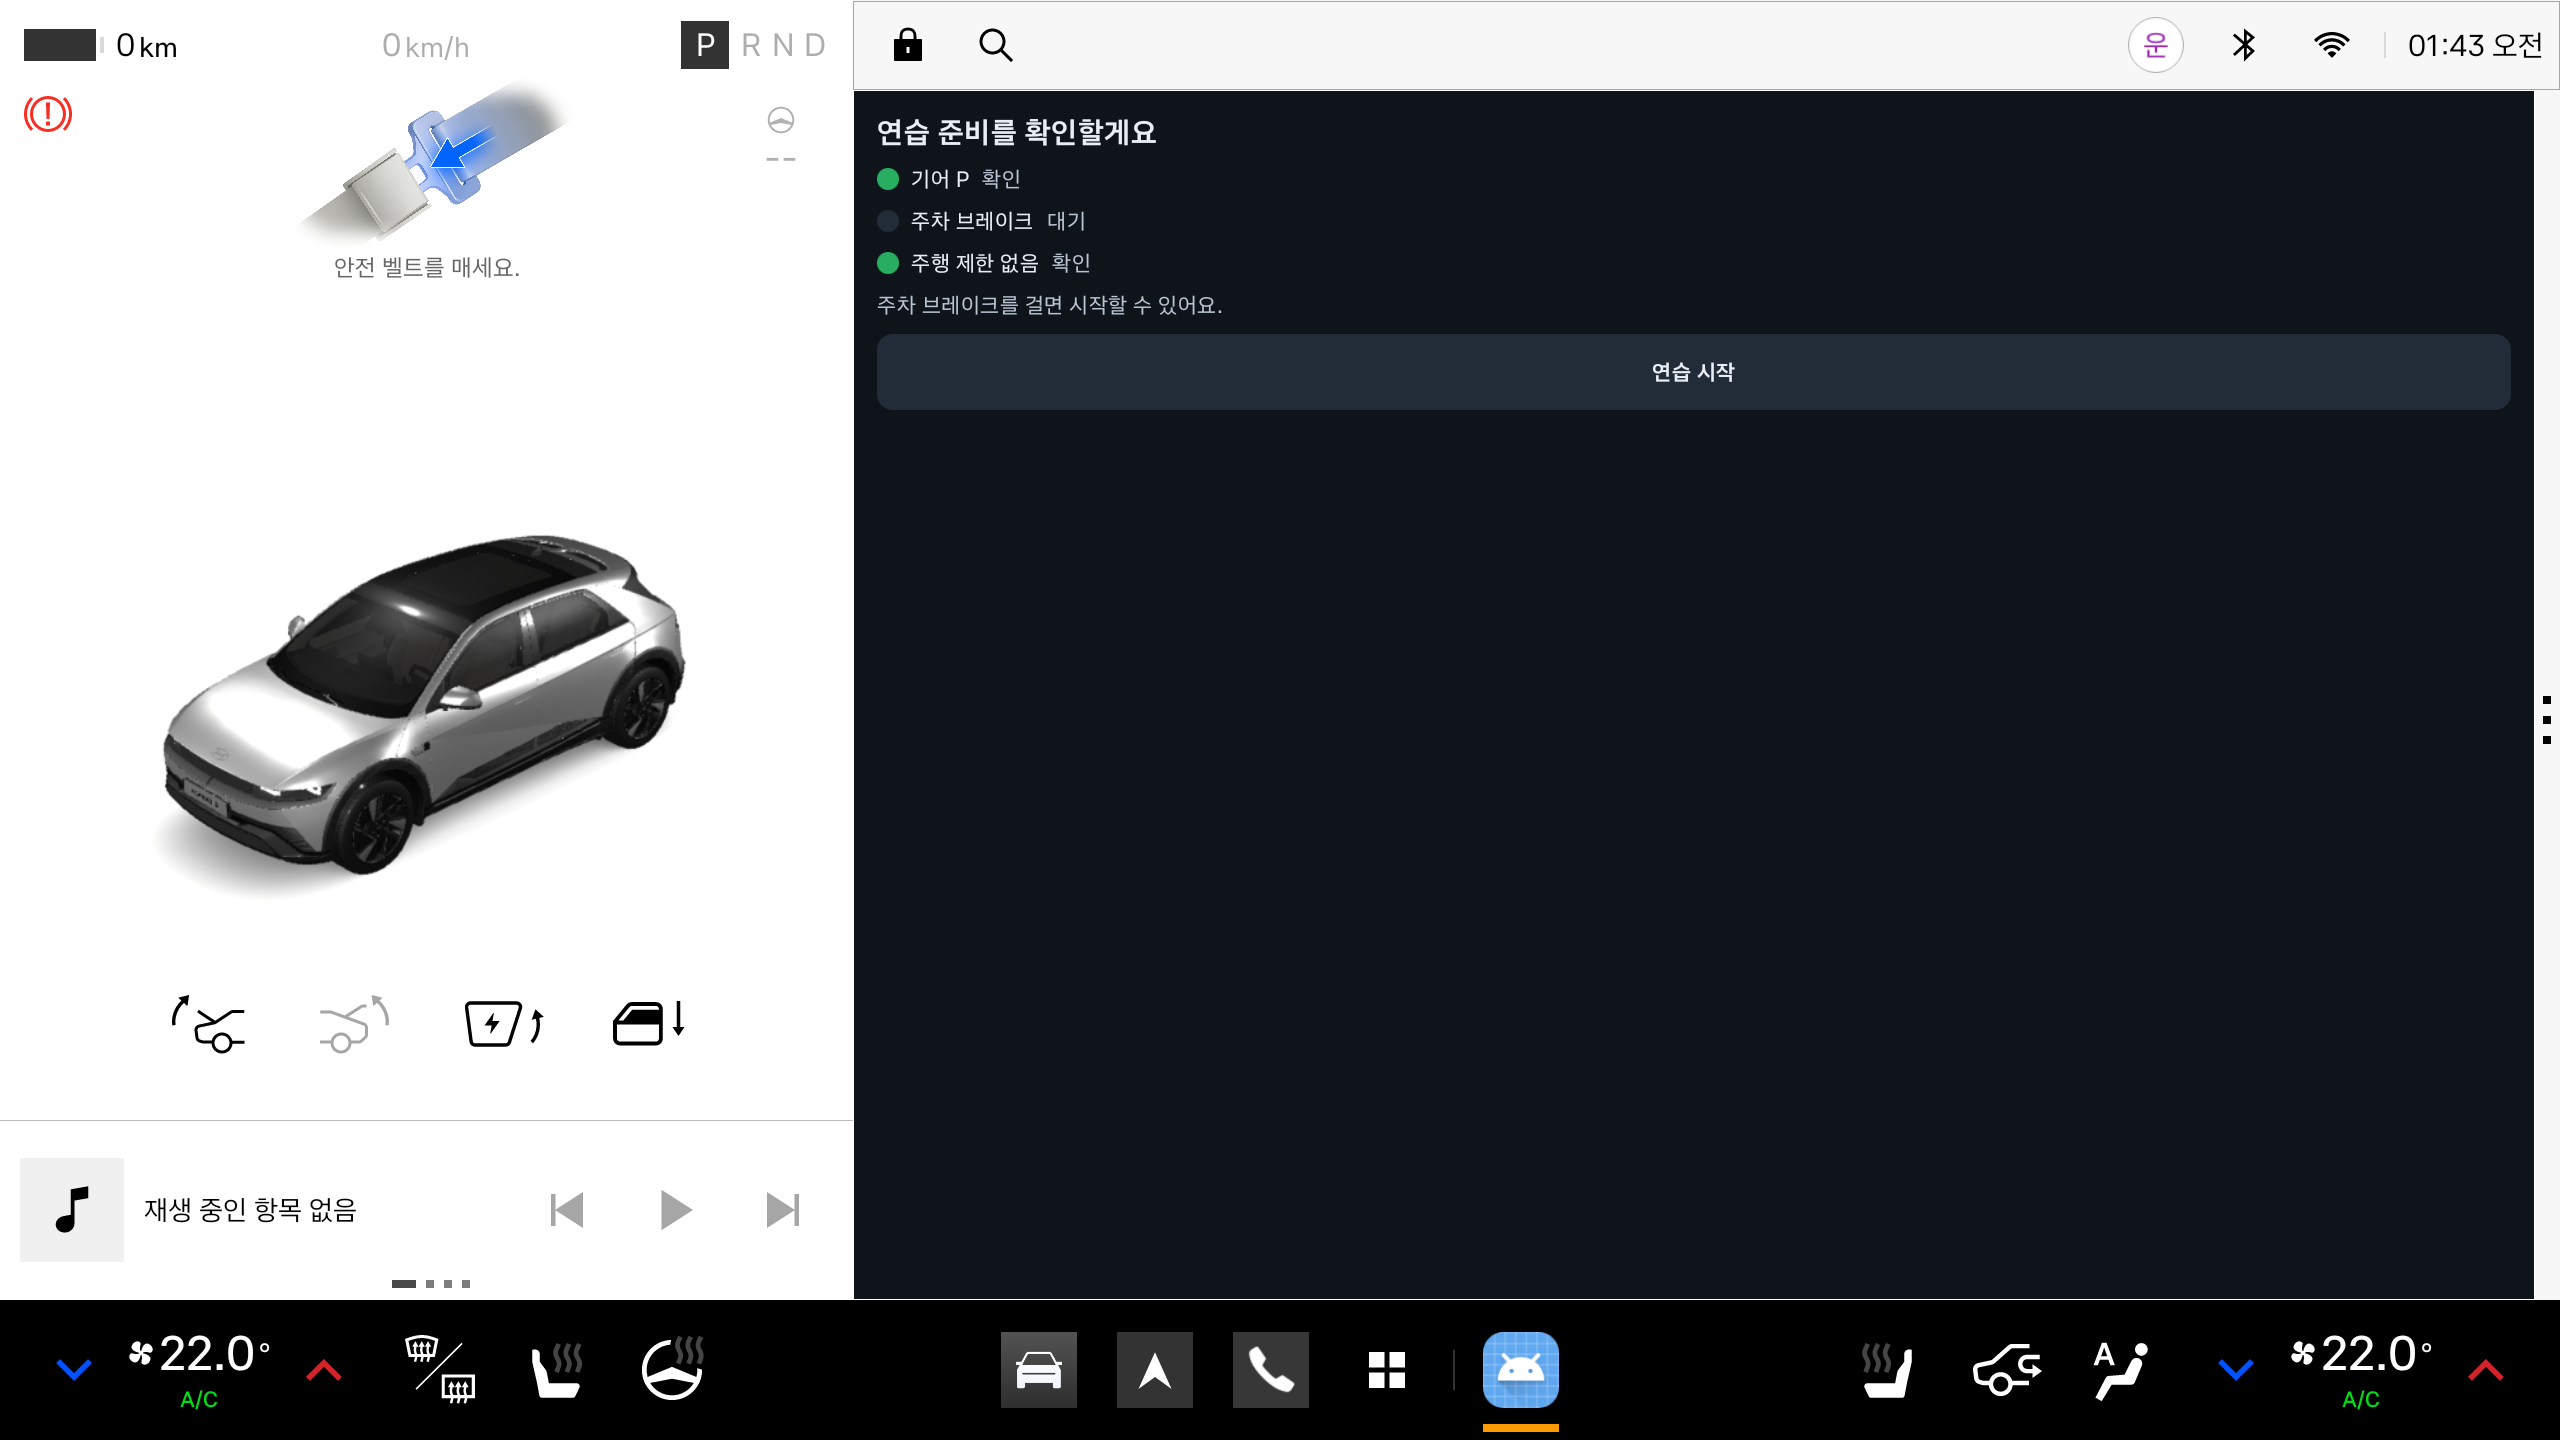 0 km
0 km/h
P R N D
안전 벨트를 매세요.
재생 중인 항목 없음
운
01:43 오전
연습 준비를 확인할게요
기어 P 확인
주차 브레이크 대기
주행 제한 없음 확인
주차 브레이크를 걸면 시작할 수 있어요.
연습 시작
22.0°
A/C
A
22.0°
A/C